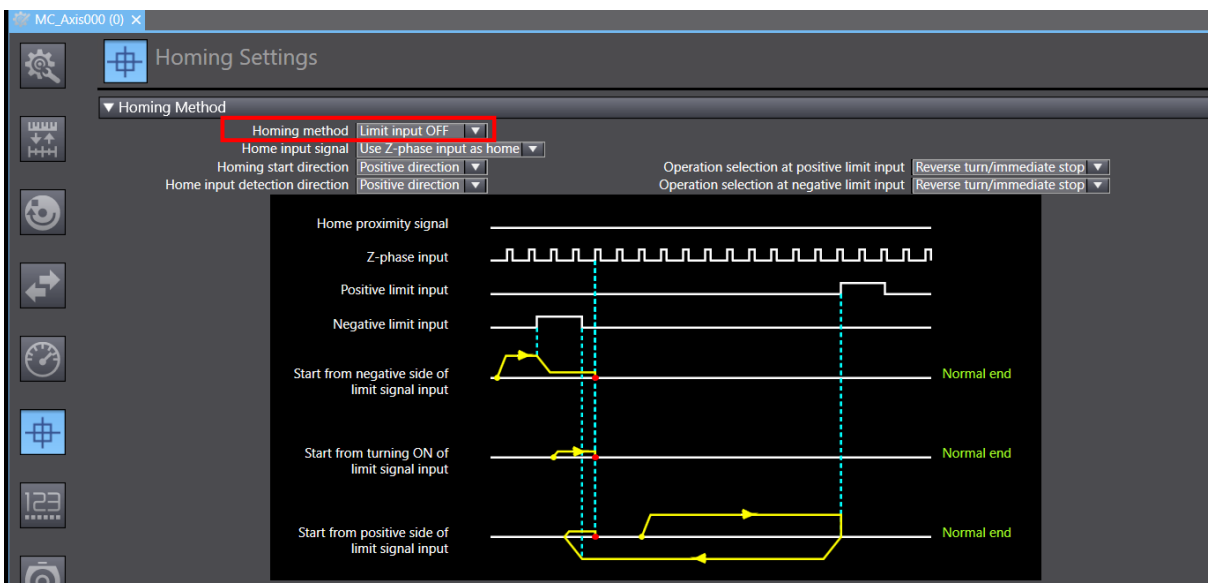 MC_Axis000 (0) ×
Homing Settings
▼ Homing Method
Homing method Limit input OFF ▼
Home input signal Use Z-phase input as home ▼
Homing start direction Positive direction ▼ Operation selection at positive limit input Reverse turn/immediate stop ▼
Home input detection direction Positive direction ▼ Operation selection at negative limit input Reverse turn/immediate stop ▼
Home proximity signal
Z-phase input
Positive limit input
Negative limit input
Start from negative side of
limit signal input
Normal end
Start from turning ON of
limit signal input
Normal end
123
Start from positive side of
limit signal input
Normal end